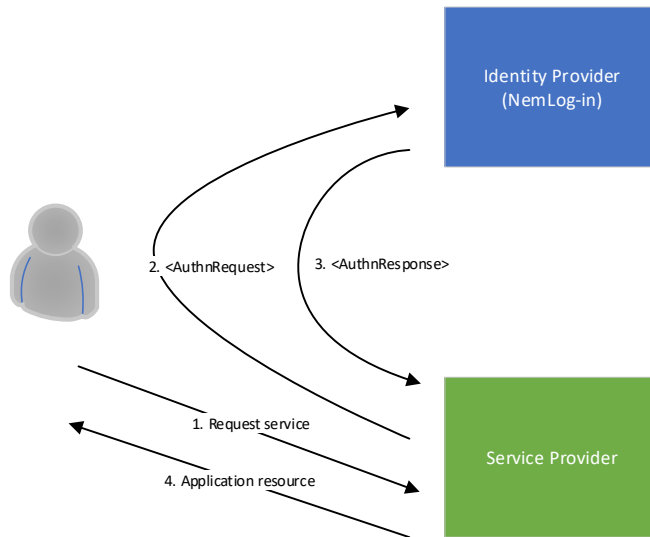 Identity Provider
(NemLog-in)
2. <AuthnRequest>
3. <AuthnResponse>
1. Request service
Service Provider
4. Application resource